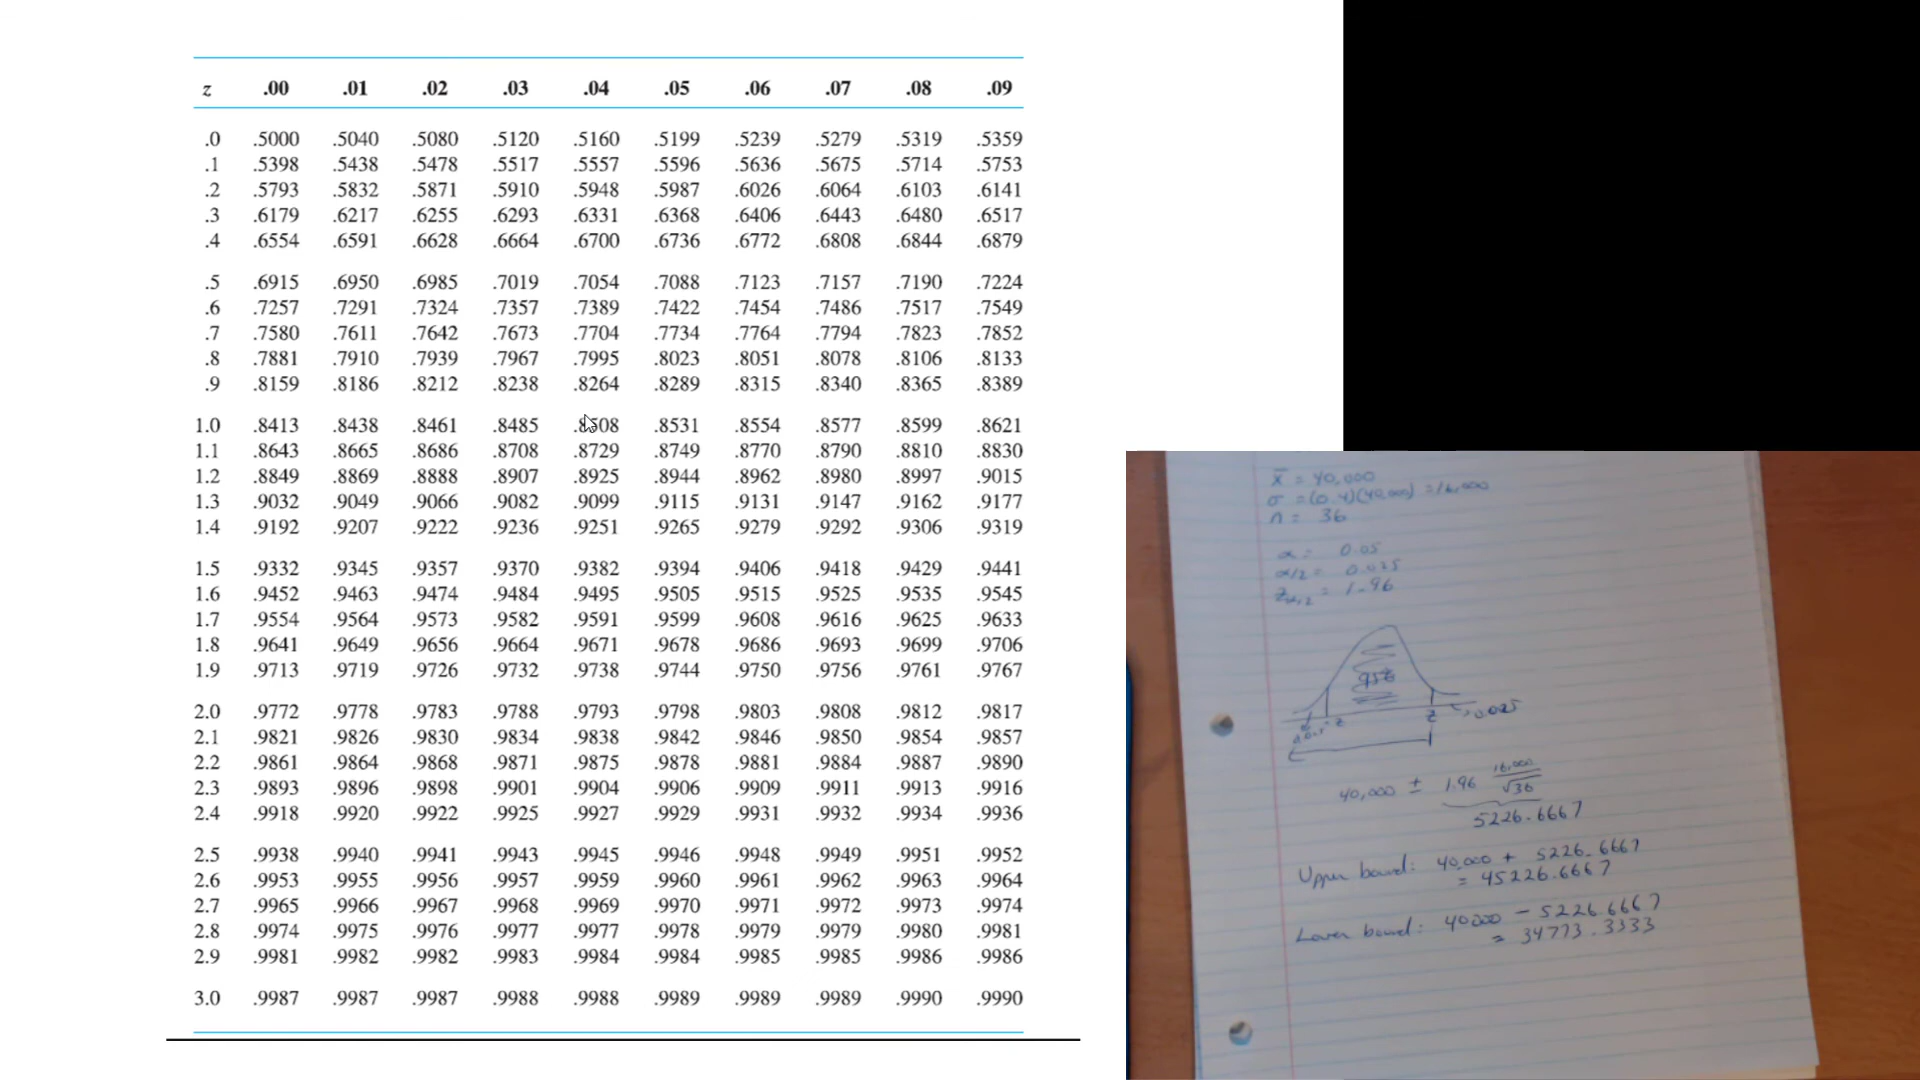 z .00 .01 .02 .03 .04 .05 .06 .07 .08 .09
.0 .5000 .5040 .5080 .5120 .5160 .5199 .5239 .5279 .5319 .5359
.1 .5398 .5438 .5478 .5517 .5557 .5596 .5636 .5675 .5714 .5753
.2 .5793 .5832 .5871 .5910 .5948 .5987 .6026 .6064 .6103 .6141
.3 .6179 .6217 .6255 .6293 .6331 .6368 .6406 .6443 .6480 .6517
.4 .6554 .6591 .6628 .6664 .6700 .6736 .6772 .6808 .6844 .6879
.5 .6915 .6950 .6985 .7019 .7054 .7088 .7123 .7157 .7190 .7224
.6 .7257 .7291 .7324 .7357 .7389 .7422 .7454 .7486 .7517 .7549
.7 .7580 .7611 .7642 .7673 .7704 .7734 .7764 .7794 .7823 .7852
.8 .7881 .7910 .7939 .7967 .7995 .8023 .8051 .8078 .8106 .8133
.9 .8159 .8186 .8212 .8238 .8264 .8289 .8315 .8340 .8365 .8389
1.0 .8413 .8438 .8461 .8485 .8508 .8531 .8554 .8577 .8599 .8621
1.1 .8643 .8665 .8686 .8708 .8729 .8749 .8770 .8790 .8810 .8830
1.2 .8849 .8869 .8888 .8907 .8925 .8944 .8962 .8980 .8997 .9015
1.3 .9032 .9049 .9066 .9082 .9099 .9115 .9131 .9147 .9162 .9177
1.4 .9192 .9207 .9222 .9236 .9251 .9265 .9279 .9292 .9306 .9319
1.5 .9332 .9345 .9357 .9370 .9382 .9394 .9406 .9418 .9429 .9441
1.6 .9452 .9463 .9474 .9484 .9495 .9505 .9515 .9525 .9535 .9545
1.7 .9554 .9564 .9573 .9582 .9591 .9599 .9608 .9616 .9625 .9633
1.8 .9641 .9649 .9656 .9664 .9671 .9678 .9686 .9693 .9699 .9706
1.9 .9713 .9719 .9726 .9732 .9738 .9744 .9750 .9756 .9761 .9767
2.0 .9772 .9778 .9783 .9788 .9793 .9798 .9803 .9808 .9812 .9817
2.1 .9821 .9826 .9830 .9834 .9838 .9842 .9846 .9850 .9854 .9857
2.2 .9861 .9864 .9868 .9871 .9875 .9878 .9881 .9884 .9887 .9890
2.3 .9893 .9896 .9898 .9901 .9904 .9906 .9909 .9911 .9913 .9916
2.4 .9918 .9920 .9922 .9925 .9927 .9929 .9931 .9932 .9934 .9936
2.5 .9938 .9940 .9941 .9943 .9945 .9946 .9948 .9949 .9951 .9952
2.6 .9953 .9955 .9956 .9957 .9959 .9960 .9961 .9962 .9963 .9964
2.7 .9965 .9966 .9967 .9968 .9969 .9970 .9971 .9972 .9973 .9974
2.8 .9974 .9975 .9976 .9977 .9977 .9978 .9979 .9979 .9980 .9981
2.9 .9981 .9982 .9982 .9983 .9984 .9984 .9985 .9985 .9986 .9986
3.0 .9987 .9987 .9987 .9988 .9988 .9989 .9989 .9989 .9990 .9990
x̄ = 40,000
σ = (0.4)(40,000) = 16,000
n = 36
α = 0.05
α/2 = 0.025
zα/2 = 1.96
95%
-z z 0.025
40,000 ± 1.96 16,000/√36
5226.6667
Upper bound: 40,000 + 5226.6667
= 45226.6667
Lower bound: 40000 - 5226.6667
= 34773.3333